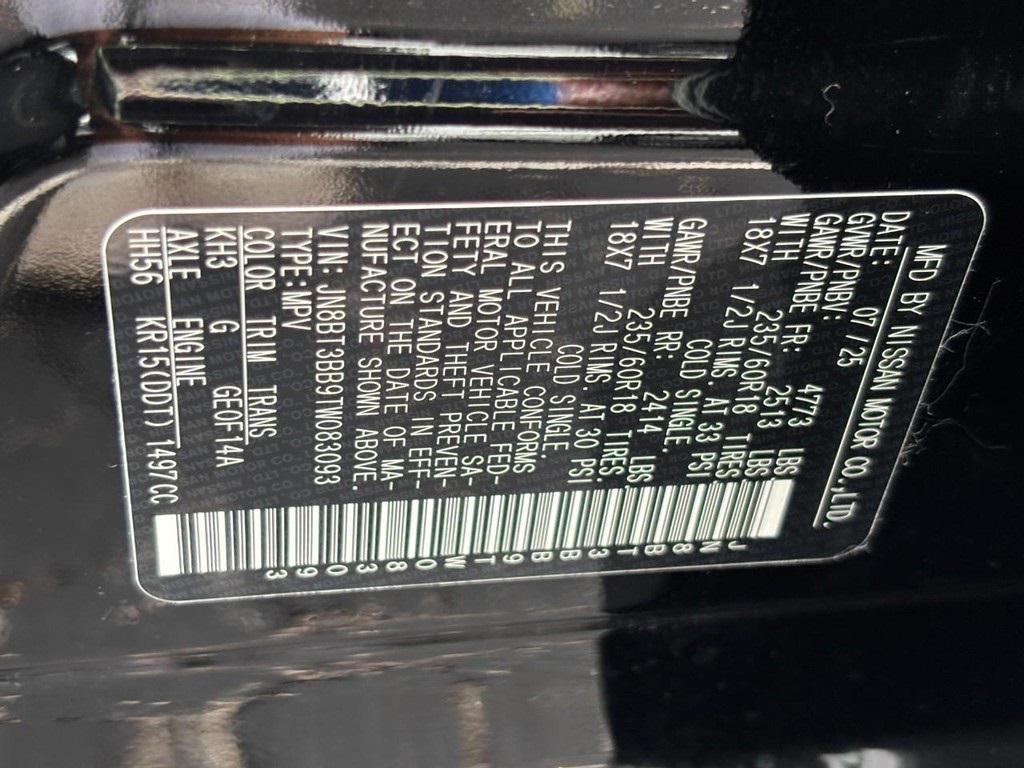 MFD BY NISSAN MOTOR CO.,LTD.
DATE: 07/25
GVWR/PNBV: 4773 LBS
GAWR/PNBE FR: 2513 LBS
WITH 235/60R18 TIRES
18X7 1/2J RIMS. AT 33 PSI
COLD SINGLE.
GAWR/PNBE RR: 2414 LBS
WITH 235/60R18 TIRES.
18X7 1/2J RIMS. AT 30 PSI
COLD SINGLE.
THIS VEHICLE CONFORMS
TO ALL APPLICABLE FED-
ERAL MOTOR VEHICLE SA-
FETY AND THEFT PREVEN-
TION STANDARDS IN EFF-
ECT ON THE DATE OF MA-
NUFACTURE SHOWN ABOVE.
VIN: JN8BT3BB9TW083093
TYPE:MPV
COLOR TRIM TRANS
KH3 G GE0F14A
AXLE ENGINE
HH56 KR15(DDT) 1497CC
JN8BT3BB9TW083093